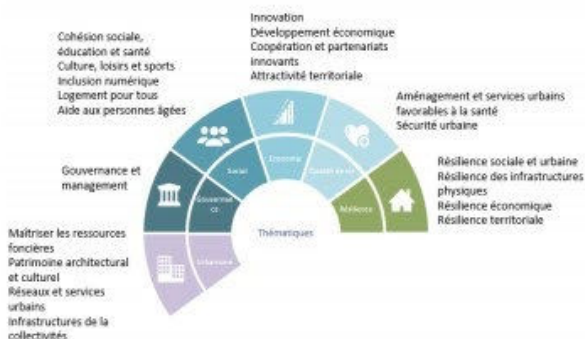 Cohésion sociale,
éducation et santé
Culture, loisirs et sports
Inclusion numérique
Logement pour tous
Aide aux personnes âgées
Innovation
Développement économique
Coopération et partenariats
innovants
Attractivité territoriale
Aménagement et services urbains
favorables à la santé
Sécurité urbaine
Gouvernance et
management
Résilience sociale et urbaine
Résilience des infrastructures
physiques
Résilience économique
Résilience territoriale
Maîtriser les ressources
foncières
Patrimoine architectural
et culturel
Réseaux et services
urbains
Infrastructures de la
collectivités
Social
Economie
Résilience
Urbanisme
Thématiques